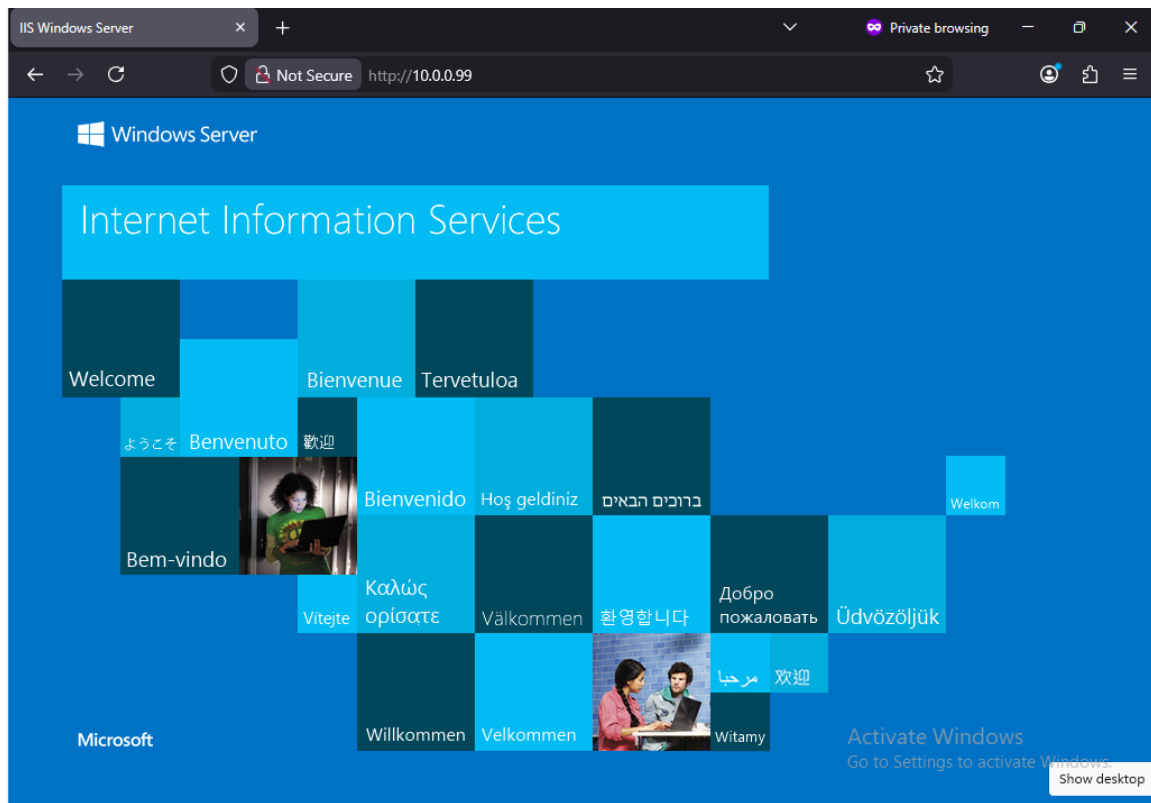 IIS Windows Server
Private browsing
Not Secure http://10.0.0.99
Windows Server
Internet Information Services
Welcome
Bienvenue
Tervetuloa
ようこそ
Benvenuto
歡迎
Bienvenido
Hoş geldiniz
ברוכים הבאים
Welkom
Bem-vindo
Vítejte
Καλώς
ορίσατε
Välkommen
환영합니다
Добро
пожаловать
Üdvözöljük
مرحبا
欢迎
Willkommen
Velkommen
Witamy
Microsoft
Activate Windows
Go to Settings to activate Windows.
Show desktop